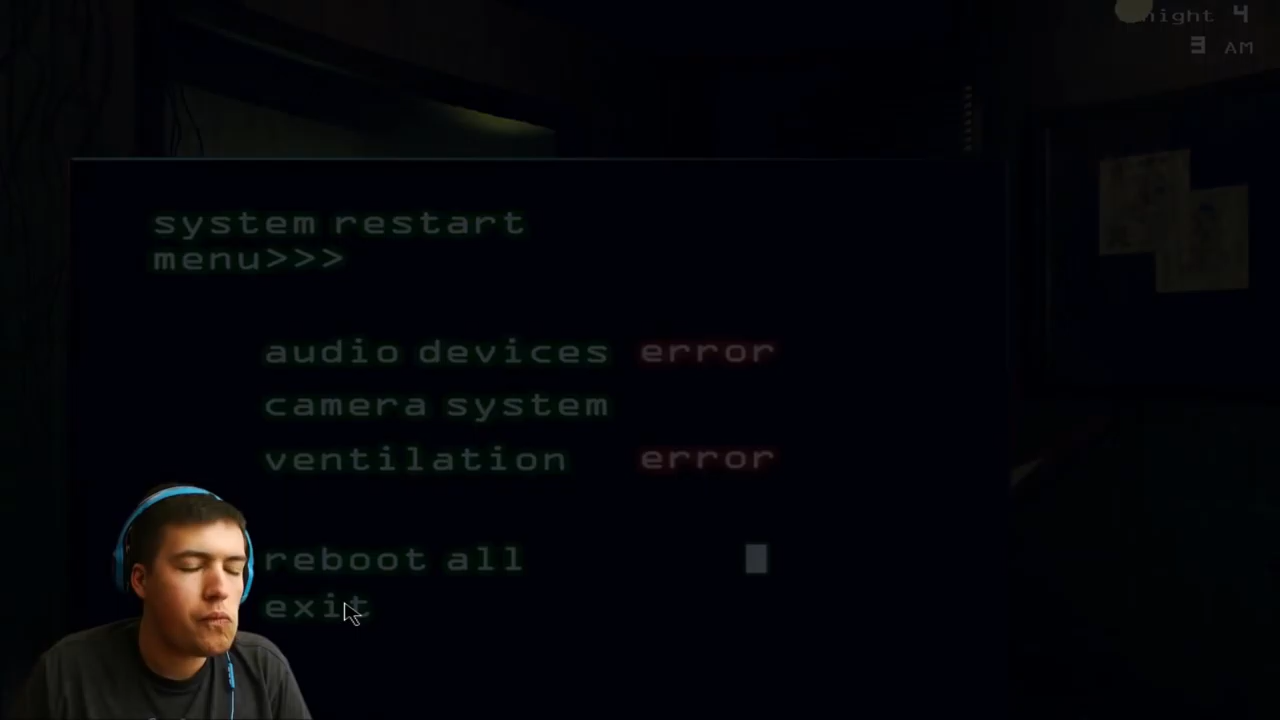 night 4
3 AM
system restart
menu>>>
audio devices error
camera system
ventilation error
reboot all
exit